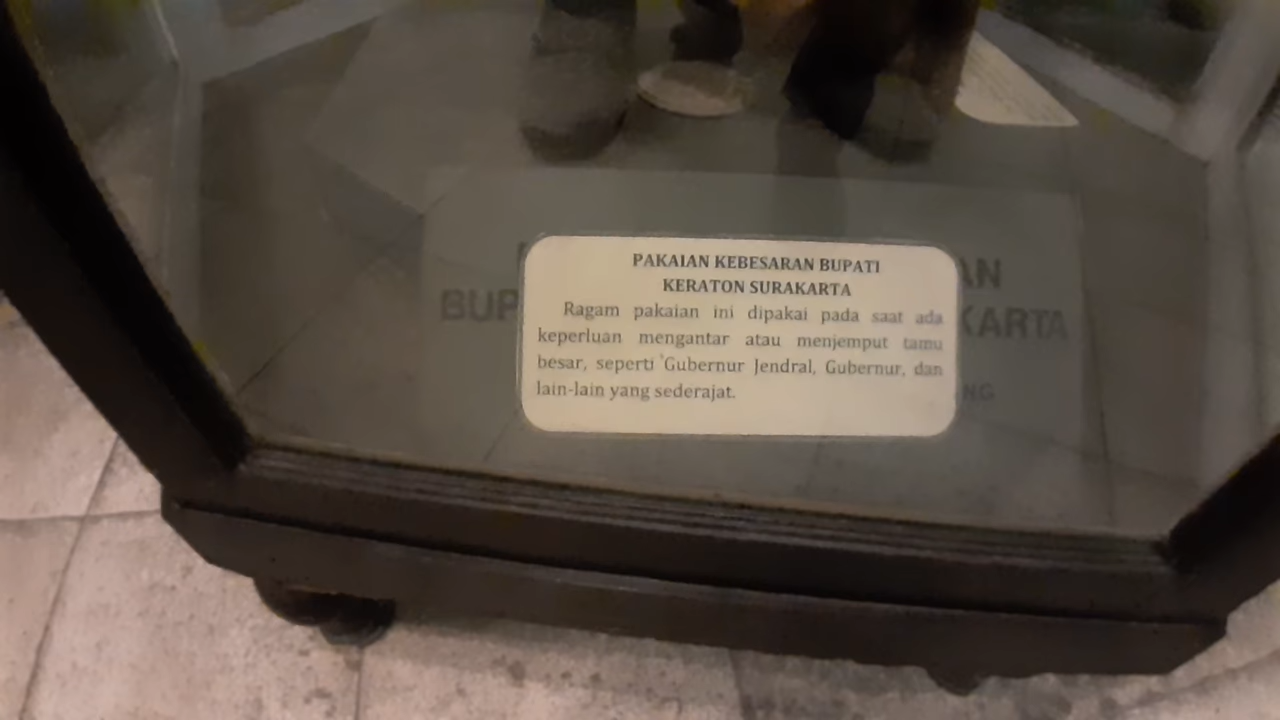 PAKAIAN KEBESARAN BUPATI
KERATON SURAKARTA
Ragam pakaian ini dipakai pada saat ada
keperluan mengantar atau menjemput tamu
besar, seperti Gubernur Jendral, Gubernur, dan
lain-lain yang sederajat.